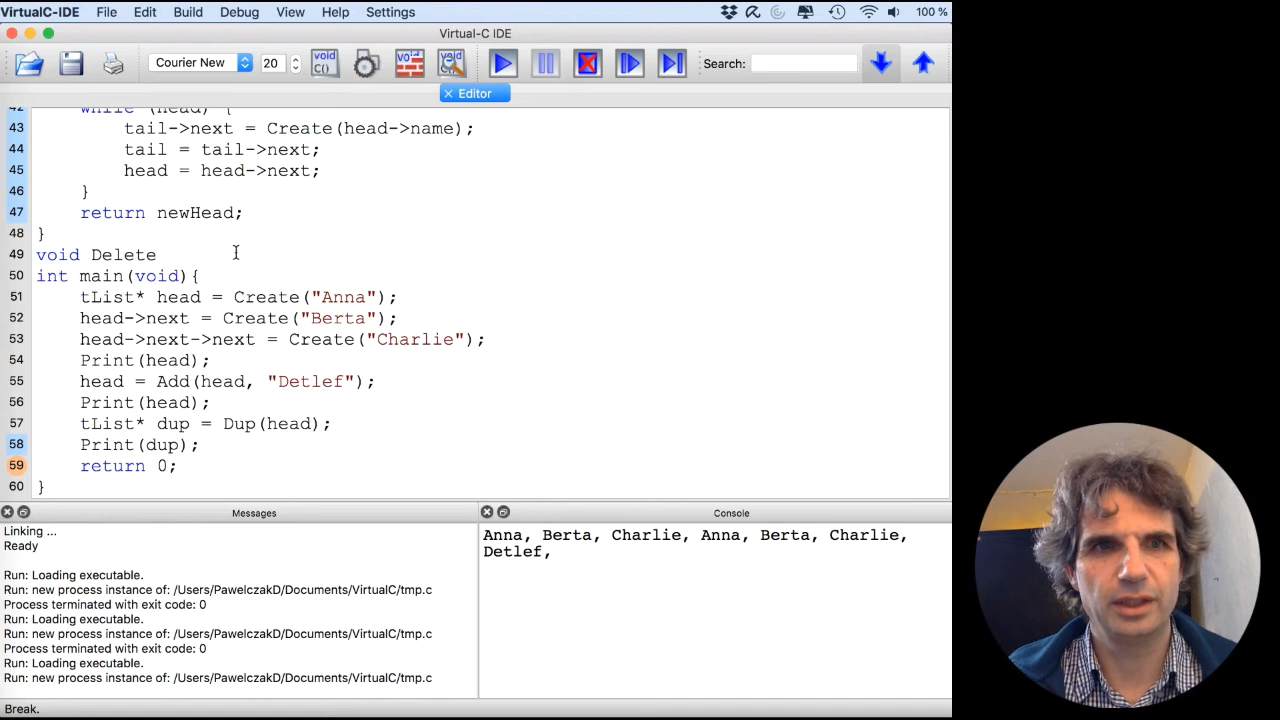 VirtualC-IDE File Edit Build Debug View Help Settings 100 %
Virtual-C IDE
Courier New 20 void C() void void Search:
Editor
42 while (head) {
43 tail->next = Create(head->name);
44 tail = tail->next;
45 head = head->next;
46 }
47 return newHead;
48 }
49 void Delete
50 int main(void){
51 tList* head = Create("Anna");
52 head->next = Create("Berta");
53 head->next->next = Create("Charlie");
54 Print(head);
55 head = Add(head, "Detlef");
56 Print(head);
57 tList* dup = Dup(head);
58 Print(dup);
59 return 0;
60 }
Messages
Linking ...
Ready
Run: Loading executable.
Run: new process instance of: /Users/PawelczakD/Documents/VirtualC/tmp.c
Process terminated with exit code: 0
Run: Loading executable.
Run: new process instance of: /Users/PawelczakD/Documents/VirtualC/tmp.c
Process terminated with exit code: 0
Run: Loading executable.
Run: new process instance of: /Users/PawelczakD/Documents/VirtualC/tmp.c
Console
Anna, Berta, Charlie, Anna, Berta, Charlie,
Detlef,
Break.